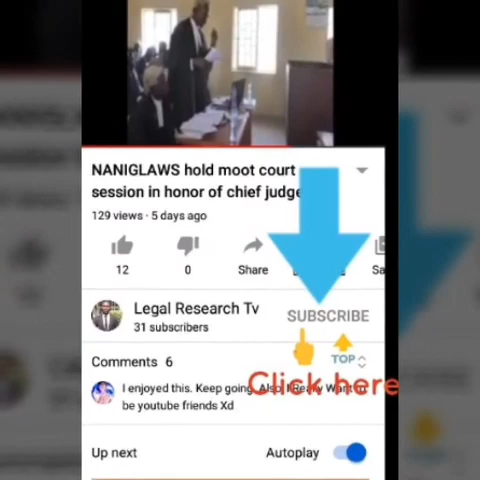 NANIGLAWS hold moot court
session in honor of chief judge
129 views · 5 days ago
12
0
Share
Sa
Legal Research Tv
31 subscribers
SUBSCRIBE
TOP
Comments 6
Click here
I enjoyed this. Keep going. Also I Really Want
be youtube friends Xd
Up next
Autoplay